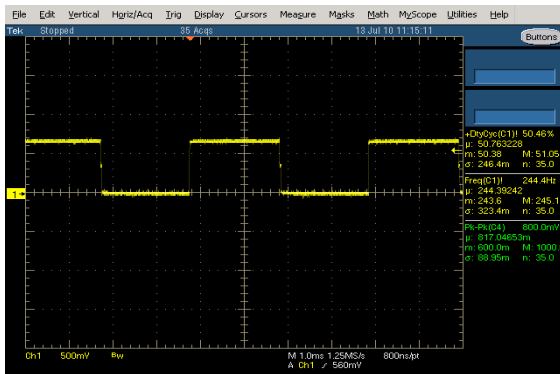 File Edit Vertical Horiz/Acq Trig Display Cursors Measure Masks Math MyScope Utilities Help
Tek Stopped 35 Acqs 13 Jul 10 11:15:11
Buttons
+DtyCyc(C1)! 50.46%
µ: 50.763228
m: 50.38 M: 51.05
σ: 246.4m n: 35.0
Freq(C1)! 244.4Hz
µ: 244.39242
m: 243.6 M: 245.1
σ: 323.4m n: 35.0
Pk-Pk(C4) 800.0mV
µ: 817.04653m
m: 600.0m M: 1000.
σ: 88.95m n: 35.0
1
Ch1 500mV Bw
M 1.0ms 1.25MS/s 800ns/pt
A Ch1 / 560mV